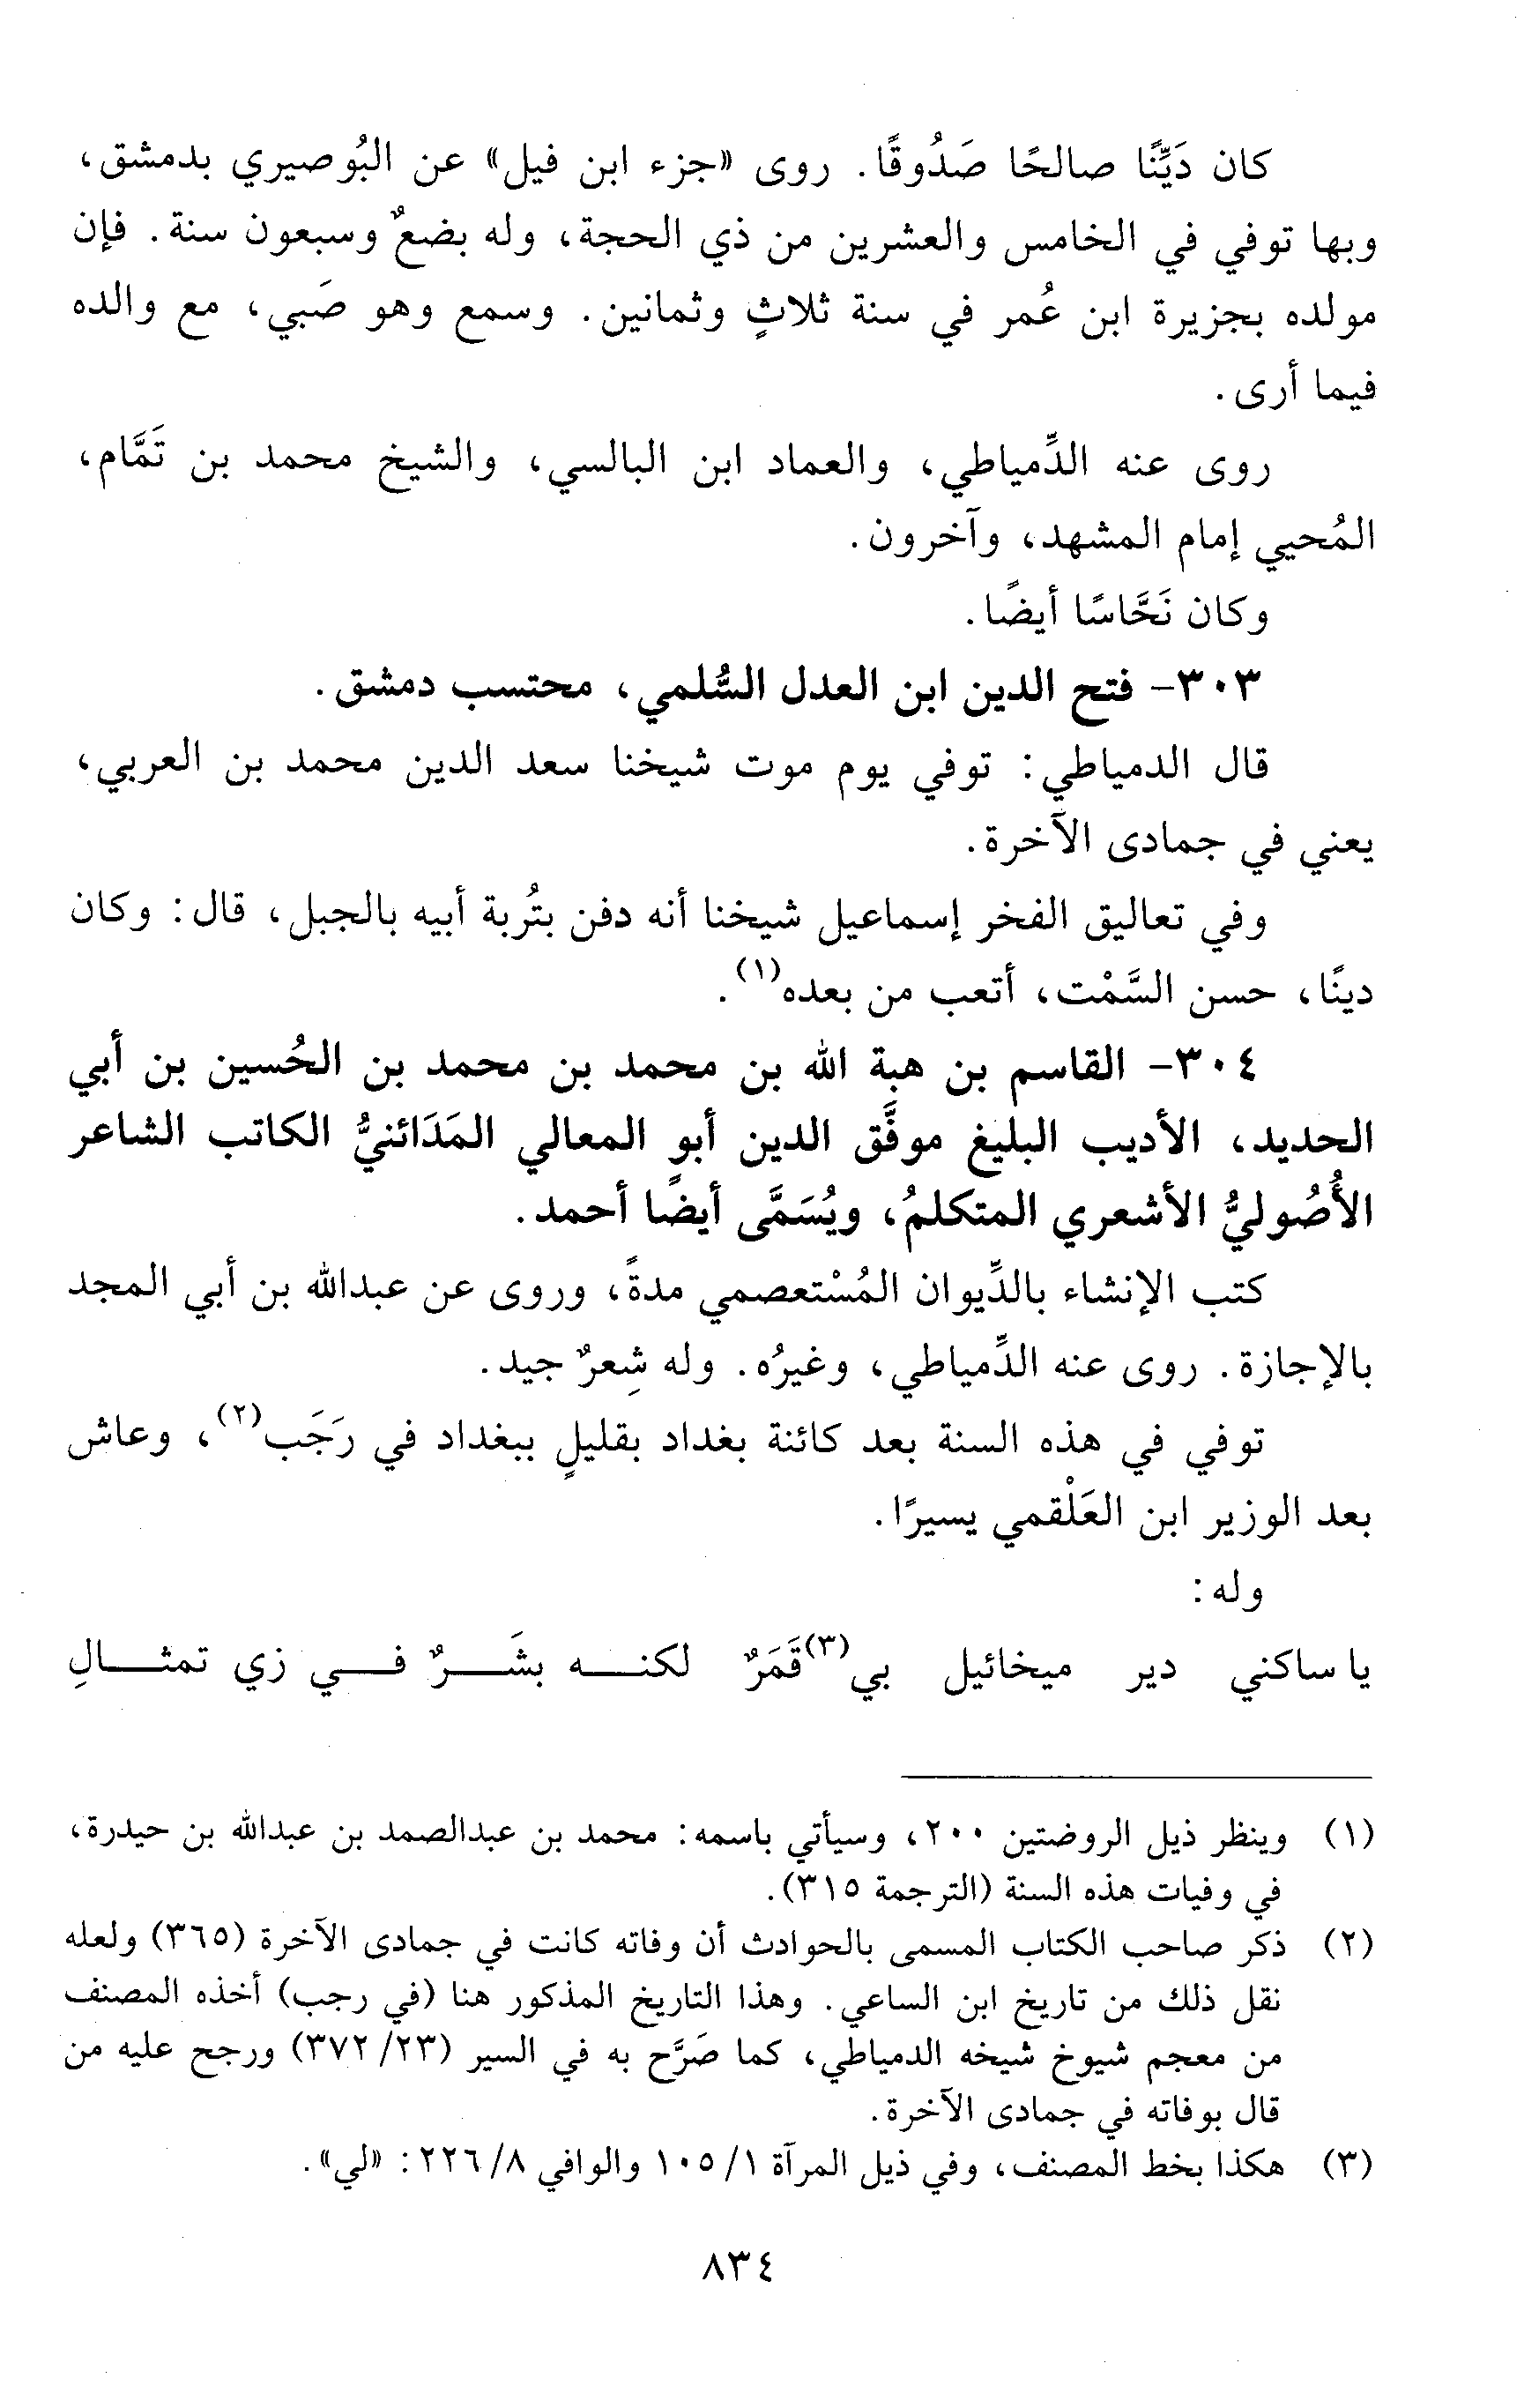 كان دَيِّنًا صالحًا صَدُوقًا. روى «جزء ابن فيل» عن البُوصيري بدمشق،
وبها توفي في الخامس والعشرين من ذي الحجة، وله بضعٌ وسبعون سنة. فإن
مولده بجزيرة ابن عُمر في سنة ثلاثٍ وثمانين. وسمع وهو صَبي، مع والده
فيما أرى.
روى عنه الدِّمياطي، والعماد ابن البالسي، والشيخ محمد بن تَمَّام،
المُحيي إمام المشهد، وآخرون.
وكان نَحَّاسًا أيضًا.
٣٠٣- فتح الدين ابن العدل السُّلمي، محتسب دمشق.
قال الدمياطي: توفي يوم موت شيخنا سعد الدين محمد بن العربي،
يعني في جمادى الآخرة.
وفي تعاليق الفخر إسماعيل شيخنا أنه دفن بتُربة أبيه بالجبل، قال: وكان
دينًا، حسن السَّمْت، أتعب من بعده(١).
٣٠٤- القاسم بن هبة الله بن محمد بن محمد بن الحُسين بن أبي
الحديد، الأديب البليغ موفَّق الدين أبو المعالي المَدَائنيُّ الكاتب الشاعر
الأُصُوليُّ الأشعري المتكلمُ، ويُسَمَّى أيضًا أحمد.
كتب الإنشاء بالدِّيوان المُسْتعصمي مدةً، وروى عن عبدالله بن أبي المجد
بالإجازة. روى عنه الدِّمياطي، وغيرُه. وله شِعرٌ جيد.
توفي في هذه السنة بعد كائنة بغداد بقليلٍ ببغداد في رَجَب(٢)، وعاش
بعد الوزير ابن العَلْقمي يسيرًا.
وله:
يا ساكني دير ميخائيل بي(٣) قَمَرٌ لكنه بشَرٌ في زي تمثالِ
(١) وينظر ذيل الروضتين ٢٠٠، وسيأتي باسمه: محمد بن عبدالصمد بن عبدالله بن حيدرة،
في وفيات هذه السنة (الترجمة ٣١٥).
(٢) ذكر صاحب الكتاب المسمى بالحوادث أن وفاته كانت في جمادى الآخرة (٣٦٥) ولعله
نقل ذلك من تاريخ ابن الساعي. وهذا التاريخ المذكور هنا (في رجب) أخذه المصنف
من معجم شيوخ شيخه الدمياطي، كما صَرَّح به في السير (٢٣/ ٣٧٢) ورجح عليه من
قال بوفاته في جمادى الآخرة.
(٣) هكذا بخط المصنف، وفي ذيل المرآة ١/ ١٠٥ والوافي ٨/ ٢٢٦: «لي».
٨٣٤